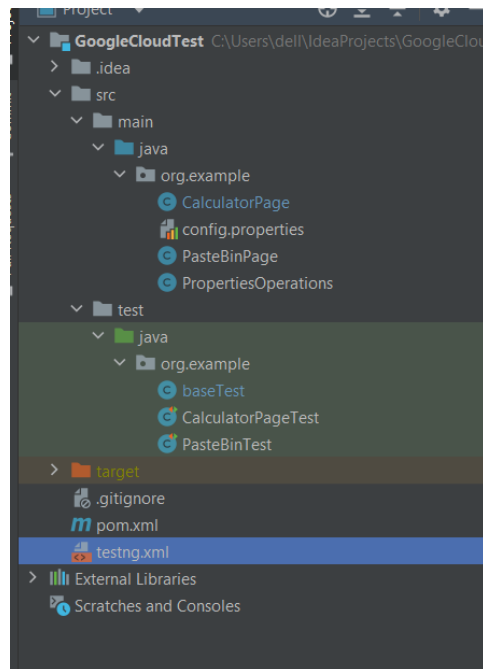 Project
GoogleCloudTest C:\Users\dell\IdeaProjects\GoogleClou
.idea
src
main
java
org.example
CalculatorPage
config.properties
PasteBinPage
PropertiesOperations
test
java
org.example
baseTest
CalculatorPageTest
PasteBinTest
target
.gitignore
pom.xml
testng.xml
External Libraries
Scratches and Consoles